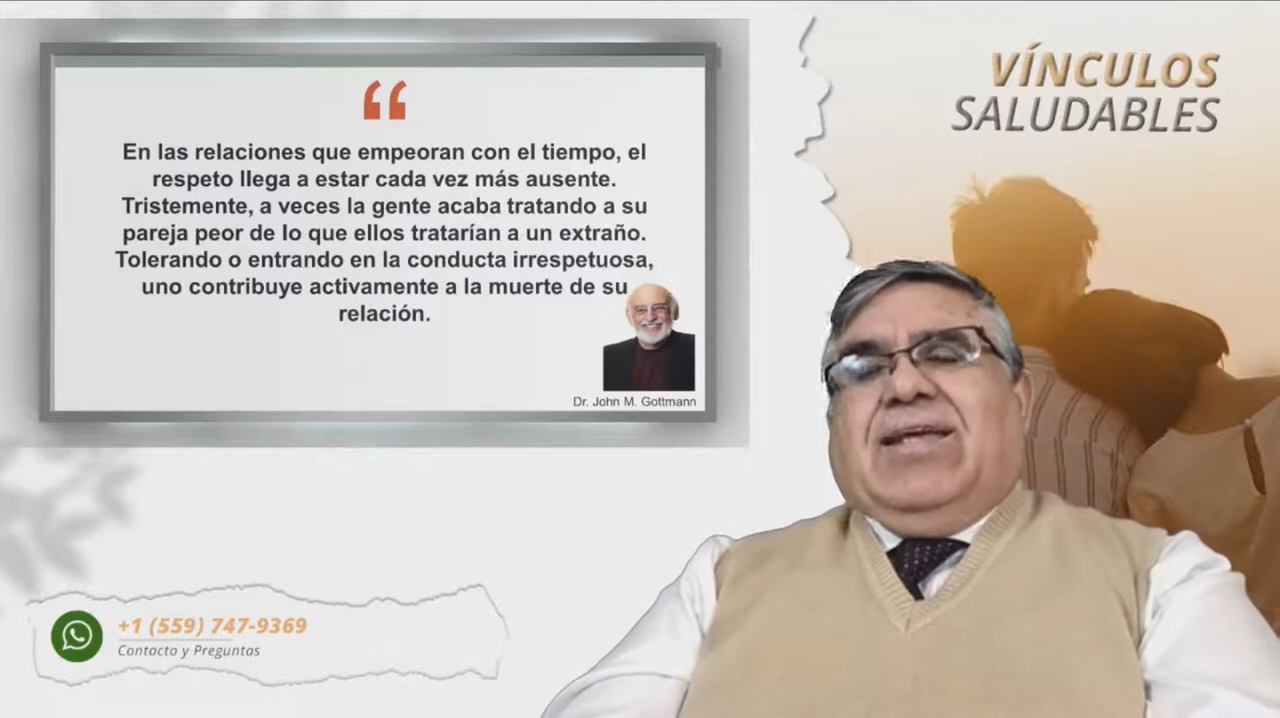 “
En las relaciones que empeoran con el tiempo, el
respeto llega a estar cada vez más ausente.
Tristemente, a veces la gente acaba tratando a su
pareja peor de lo que ellos tratarían a un extraño.
Tolerando o entrando en la conducta irrespetuosa,
uno contribuye activamente a la muerte de su
relación.
Dr. John M. Gottmann
VÍNCULOS
SALUDABLES
+1 (559) 747-9369
Contacto y Preguntas